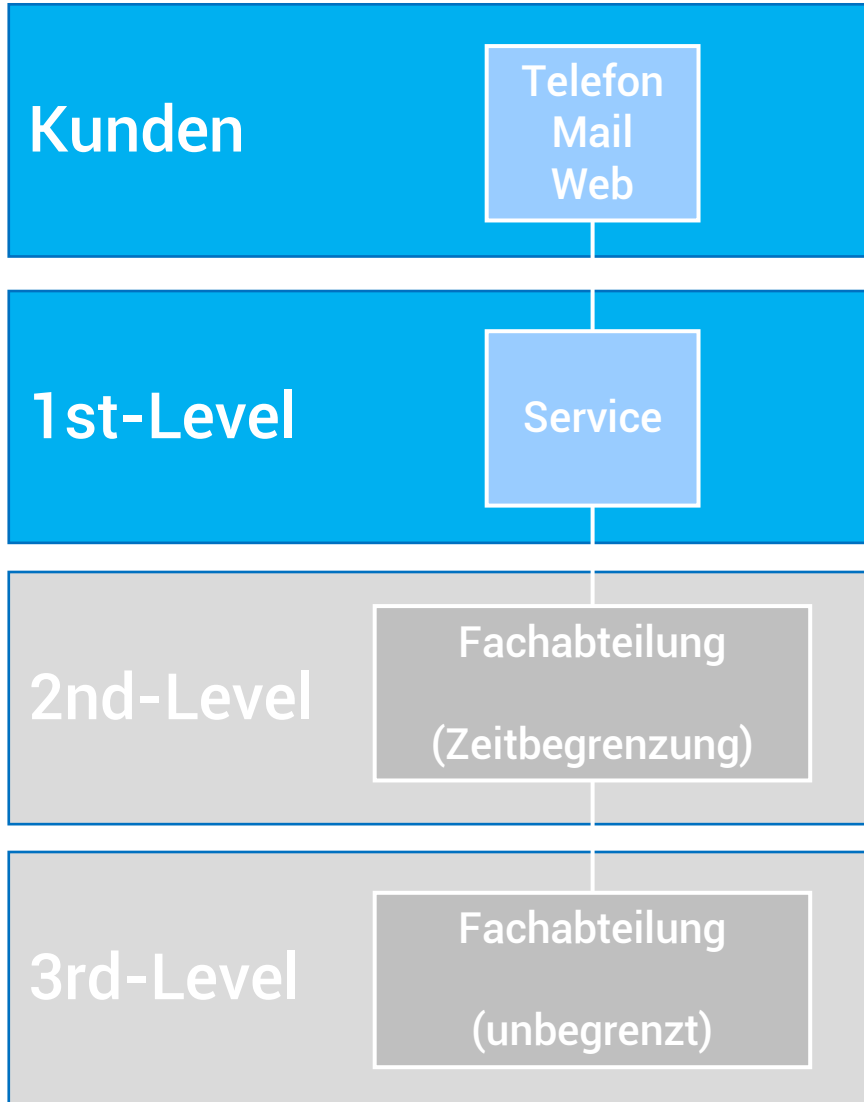 Kunden
Telefon
Mail
Web
1st-Level
Service
2nd-Level
Fachabteilung
(Zeitbegrenzung)
3rd-Level
Fachabteilung
(unbegrenzt)